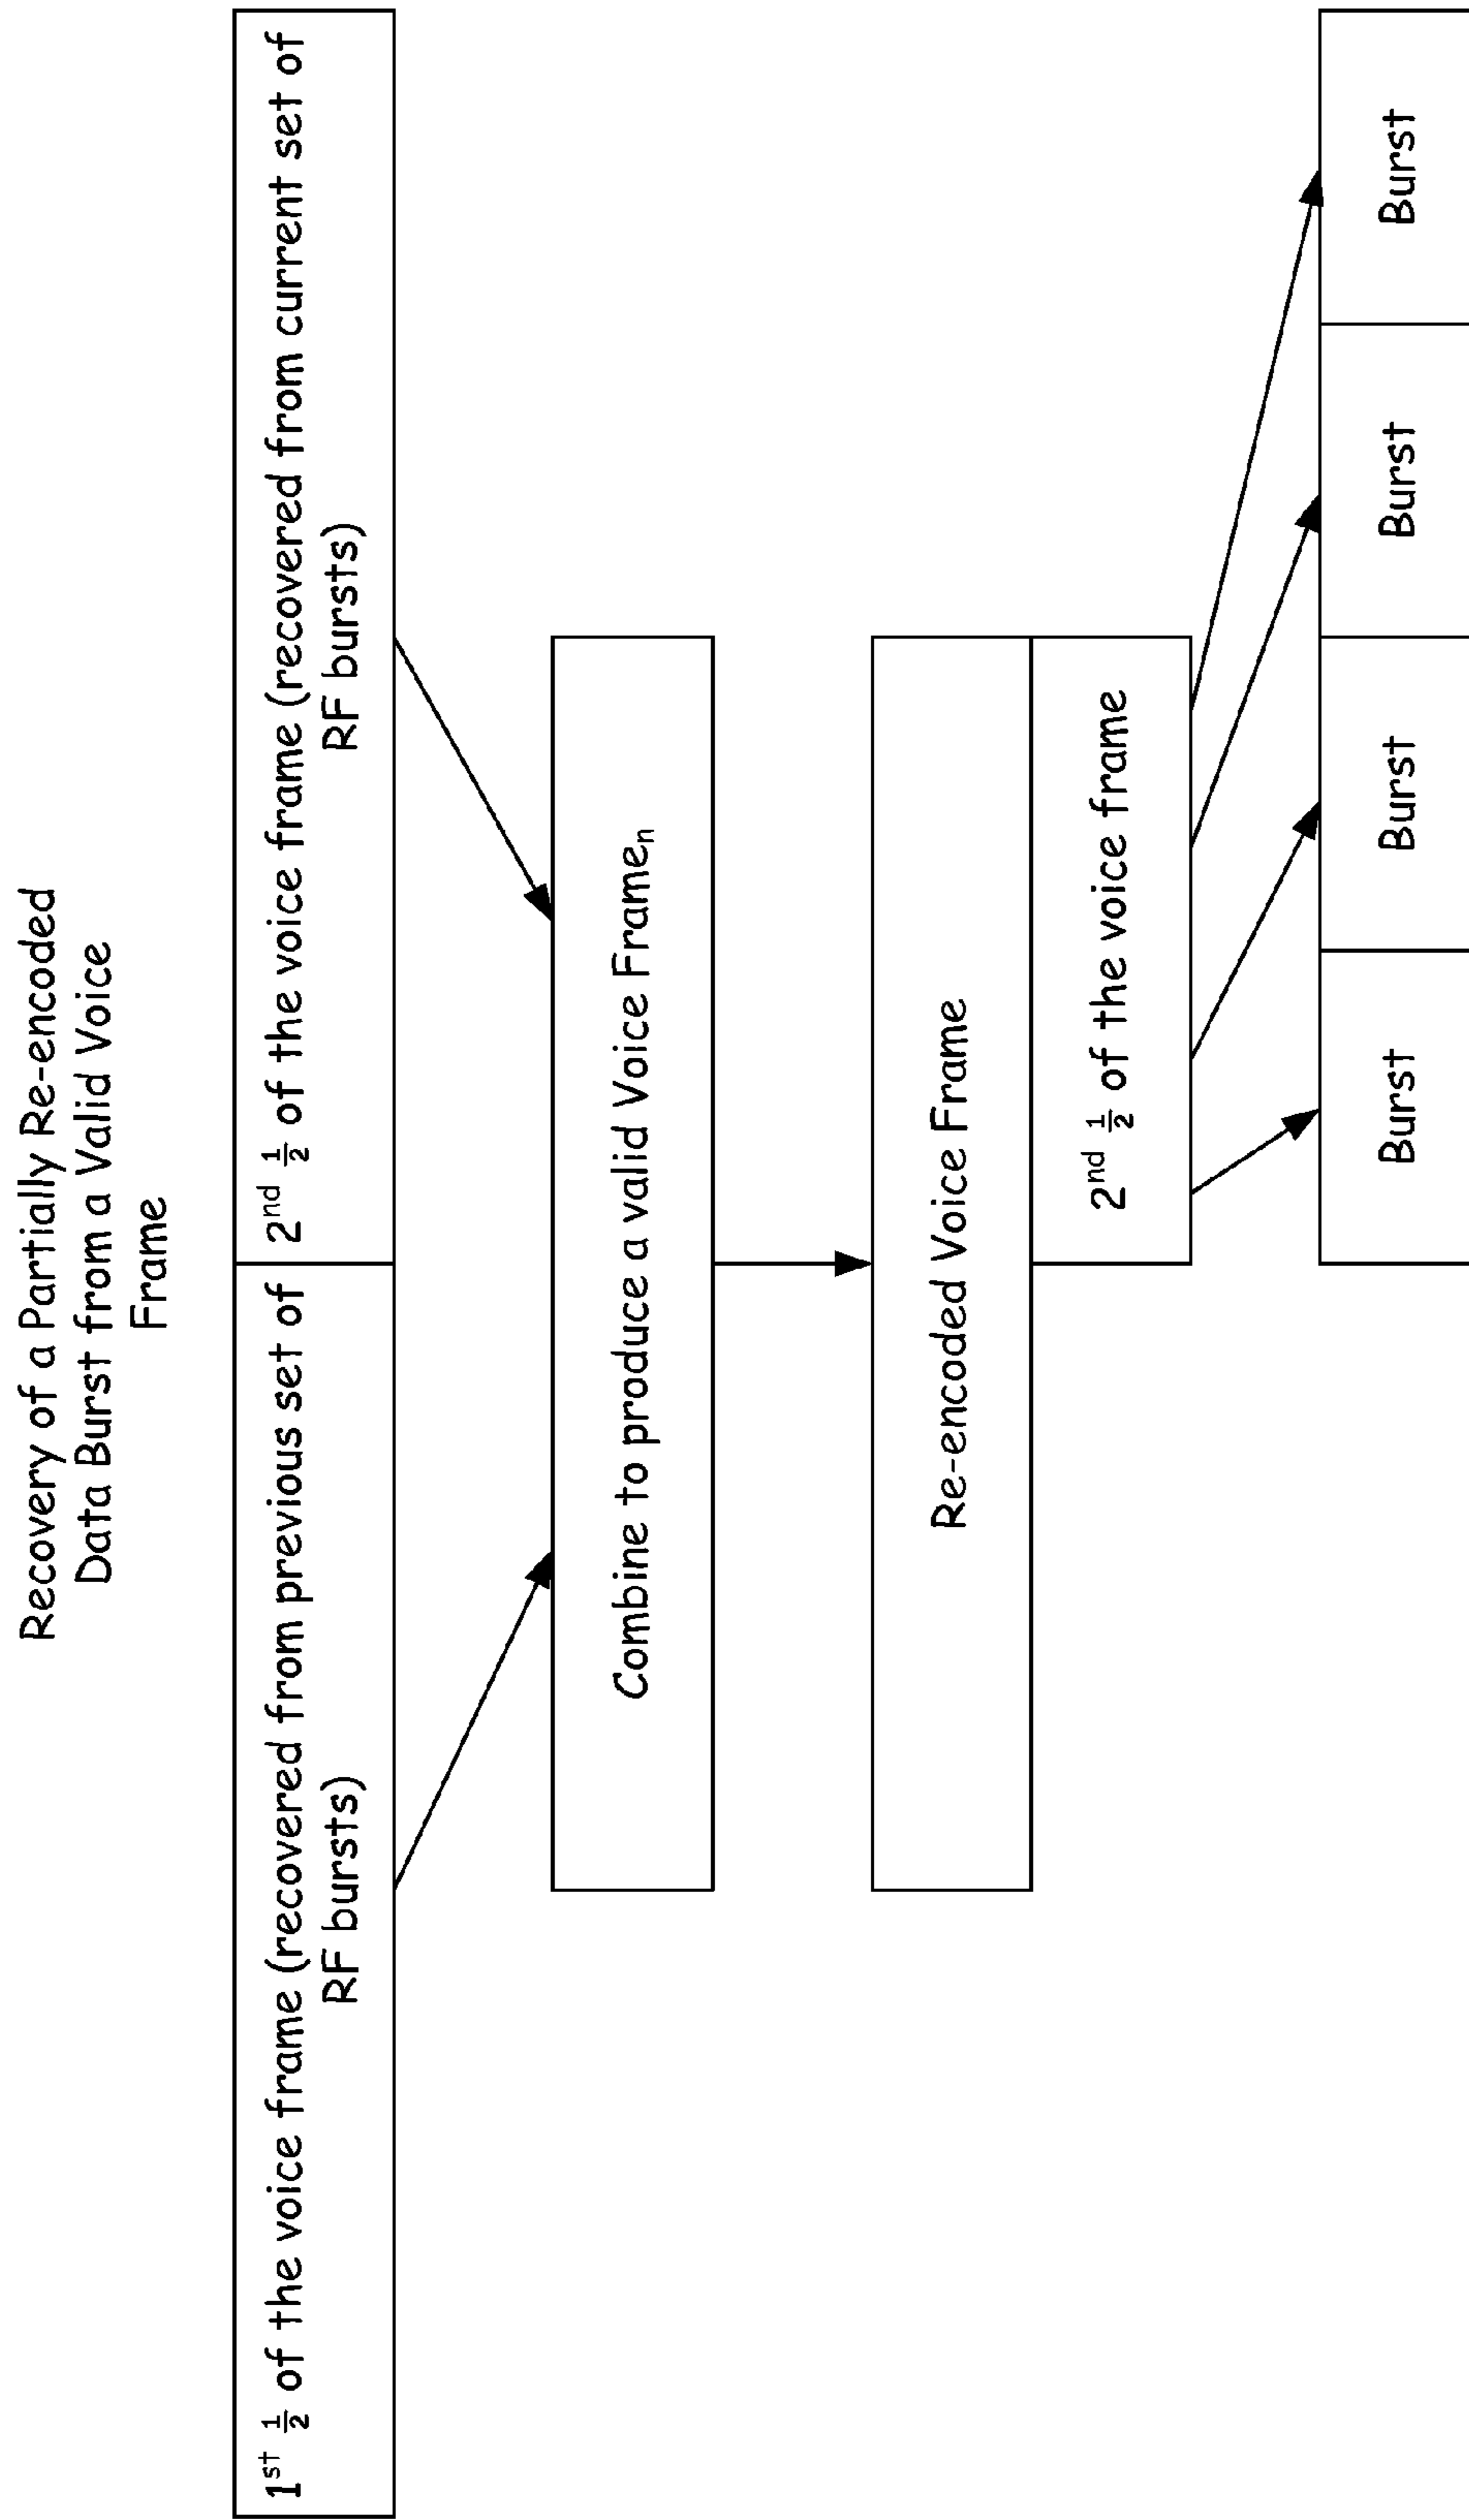 Recovery of a Partially Re-encoded
Data Burst from a Valid Voice
Frame
1st ½ of the voice frame (recovered from previous set of
RF bursts)
2nd ½ of the voice frame (recovered from current set of
RF bursts)
Combine to produce a valid Voice Frameₙ
Re-encoded Voice Frame
2nd ½ of the voice frame
Burst
Burst
Burst
Burst